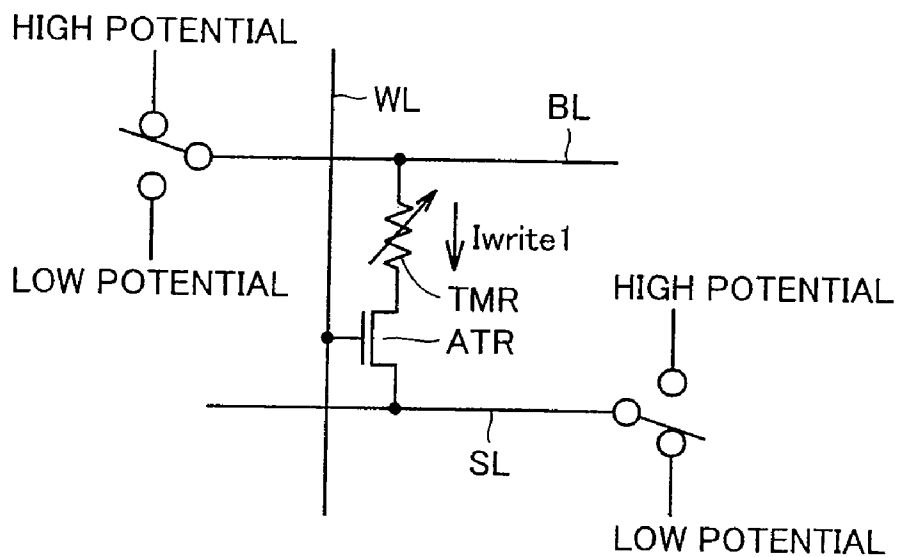 HIGH POTENTIAL
WL
BL
Iwrite1
LOW POTENTIAL
TMR
HIGH POTENTIAL
ATR
SL
LOW POTENTIAL